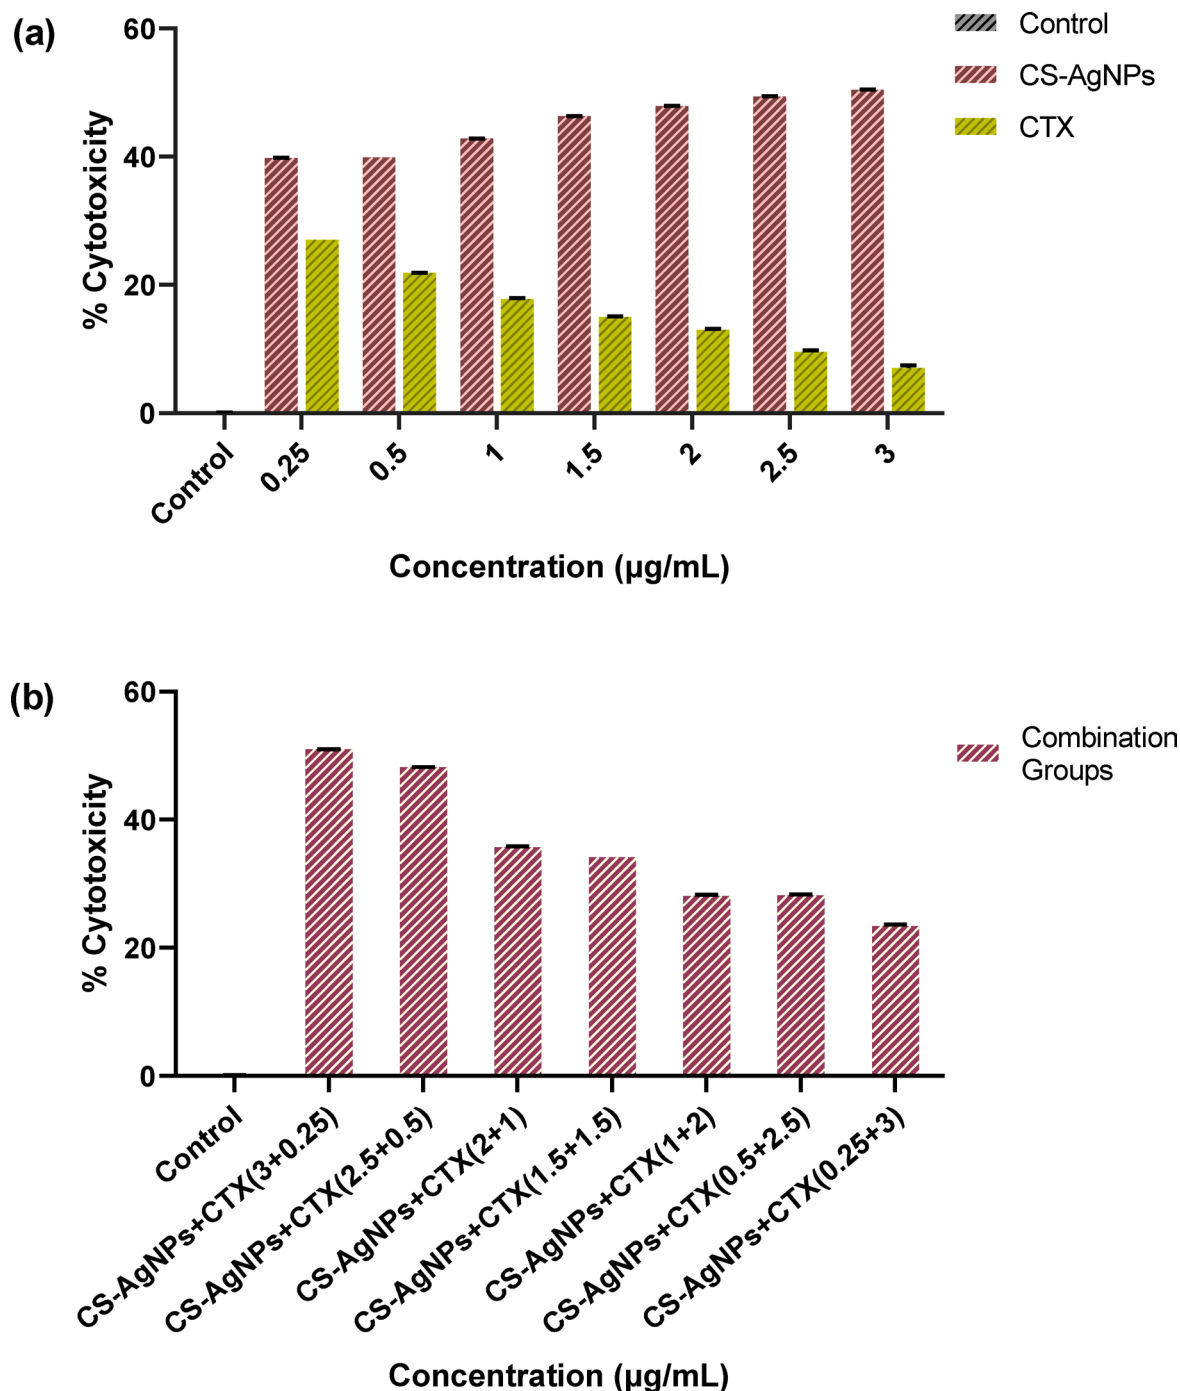 (a)
60
40
20
0
% Cytotoxicity
Control
CS-AgNPs
CTX
Control
0.25
0.5
1
1.5
2
2.5
3
Concentration (µg/mL)
(b)
60
40
20
0
% Cytotoxicity
Combination
Groups
Control
CS-AgNPs+CTX(3+0.25)
CS-AgNPs+CTX(2.5+0.5)
CS-AgNPs+CTX(2+1)
CS-AgNPs+CTX(1.5+1.5)
CS-AgNPs+CTX(1+2)
CS-AgNPs+CTX(0.5+2.5)
CS-AgNPs+CTX(0.25+3)
Concentration (µg/mL)